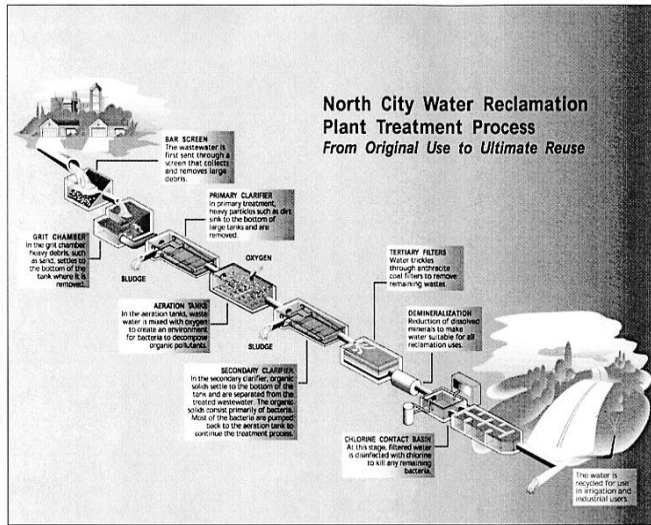 North City Water Reclamation
Plant Treatment Process
From Original Use to Ultimate Reuse
BAR SCREEN
The wastewater is
first sent through a
screen that collects
and removes large
debris.
PRIMARY CLARIFIER
In primary treatment,
heavy particles such as dirt
sink to the bottom of
large tanks and are
removed.
GRIT CHAMBER
In the grit chamber
heavy debris, such
as sand, settles to
the bottom of the
tank where it is
removed.
SLUDGE
OXYGEN
TERTIARY FILTERS
Water trickles
through anthracite
coal filters to remove
remaining wastes.
AERATION TANKS
In the aeration tanks, waste
water is mixed with oxygen
to create an environment
for bacteria to decompose
organic pollutants.
SLUDGE
DEMINERALIZATION
Reduction of dissolved
minerals to make
water suitable for all
reclamation uses.
SECONDARY CLARIFIER
In the secondary clarifier, organic
solids settle to the bottom of the
tank and are separated from the
treated wastewater. The organic
solids consist primarily of bacteria.
Most of the bacteria are pumped
back to the aeration tank to
continue the treatment process.
CHLORINE CONTACT BASIN
At this stage, filtered water
is disinfected with chlorine
to kill any remaining
bacteria.
The water is
recycled for use
in irrigation and
industrial users.